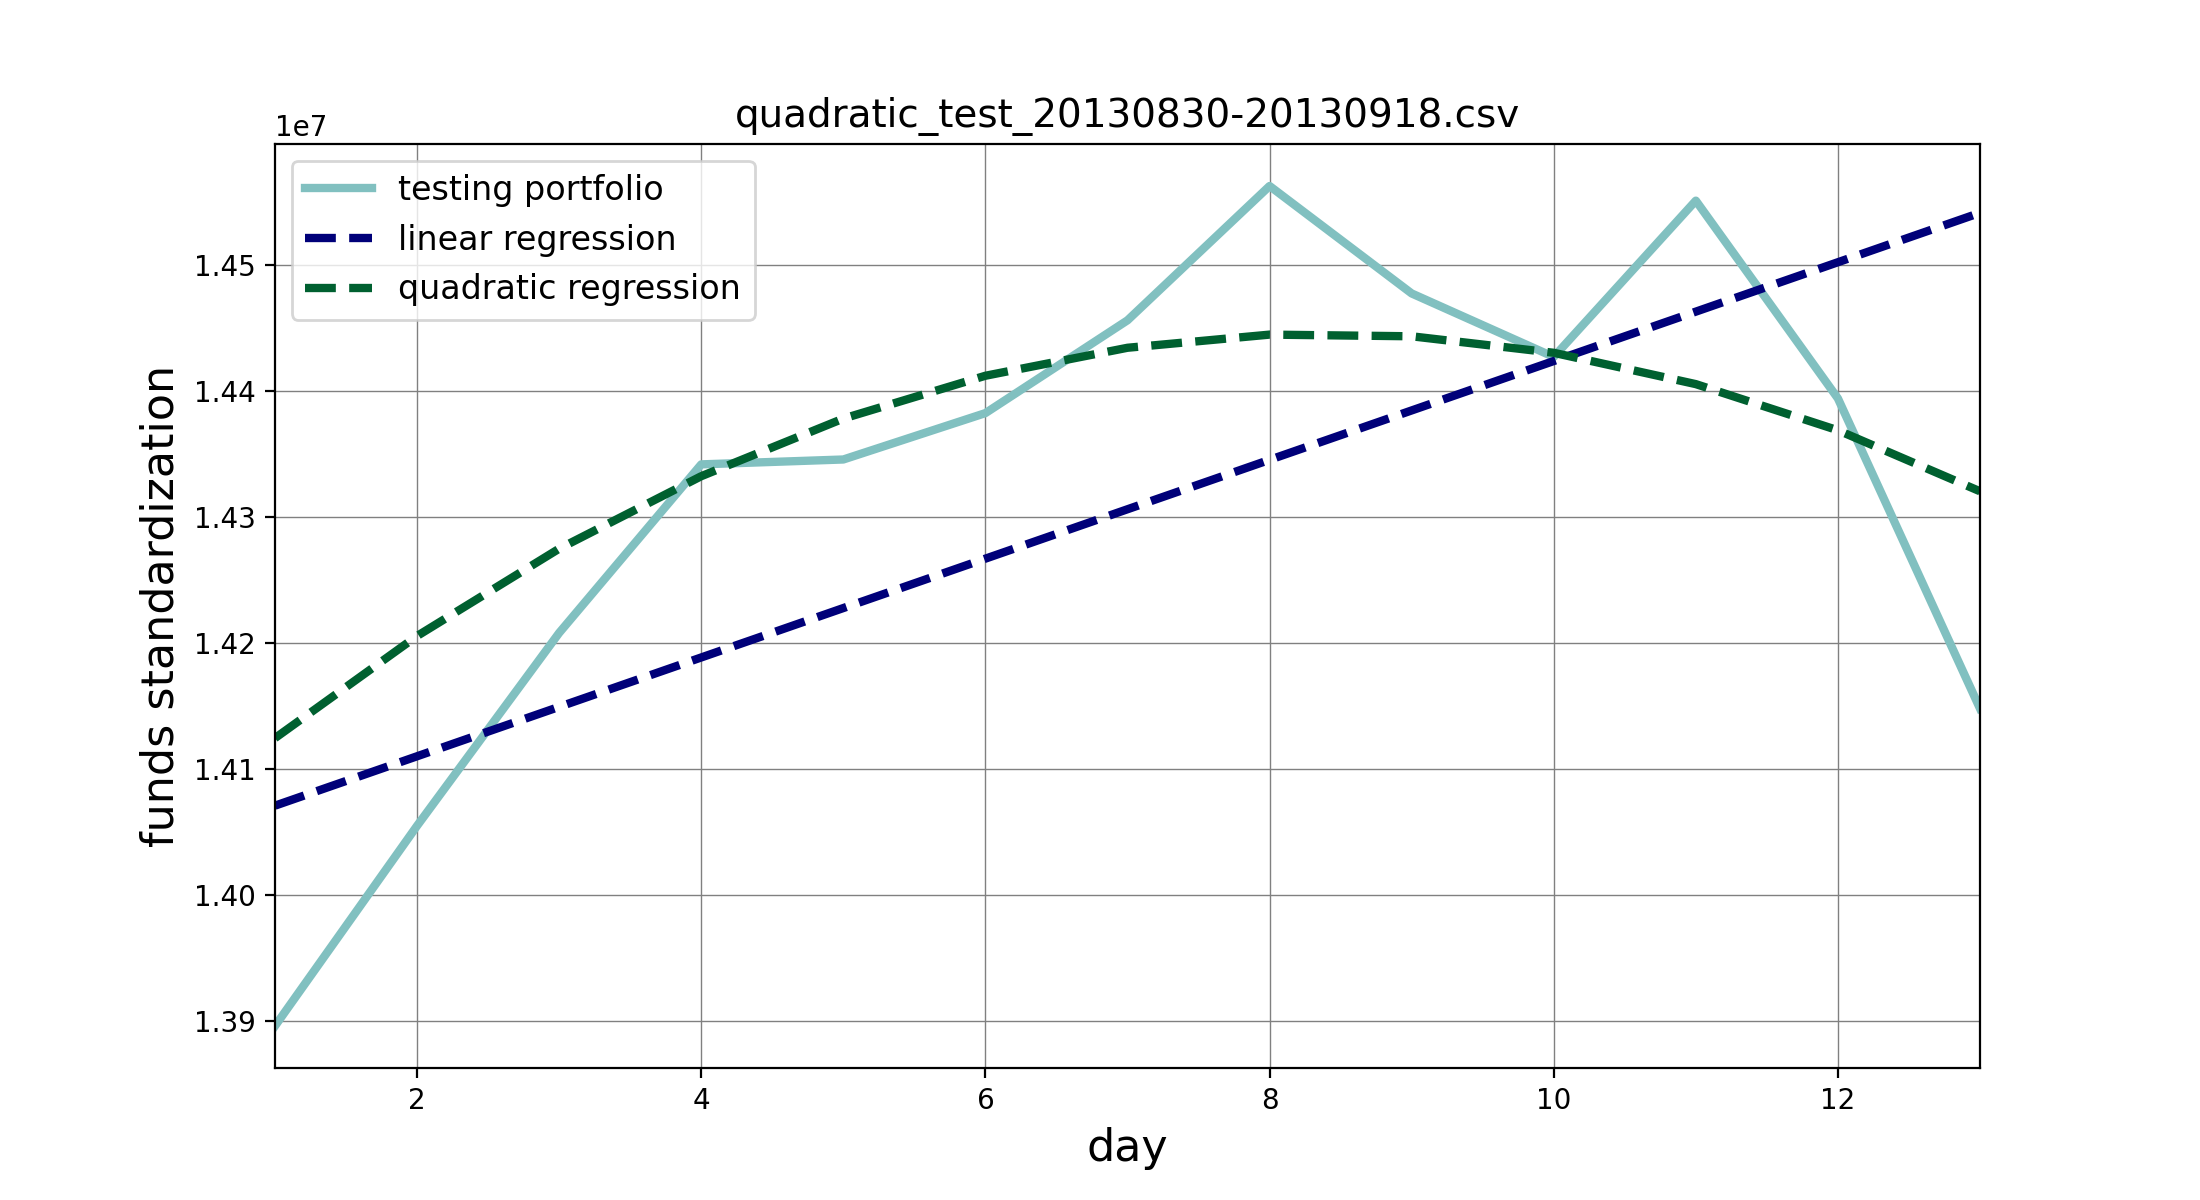 quadratic_test_20130830-20130918.csv
1e7
testing portfolio
linear regression
quadratic regression
1.45
1.44
1.43
1.42
1.41
1.40
1.39
funds standardization
2 4 6 8 10 12
day